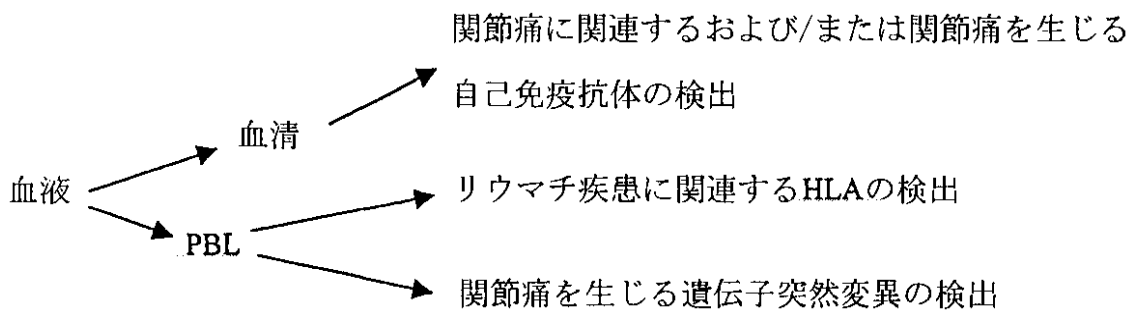 関節痛に関連するおよび/または関節痛を生じる
自己免疫抗体の検出
血清
血液
リウマチ疾患に関連するHLAの検出
PBL
関節痛を生じる遺伝子突然変異の検出